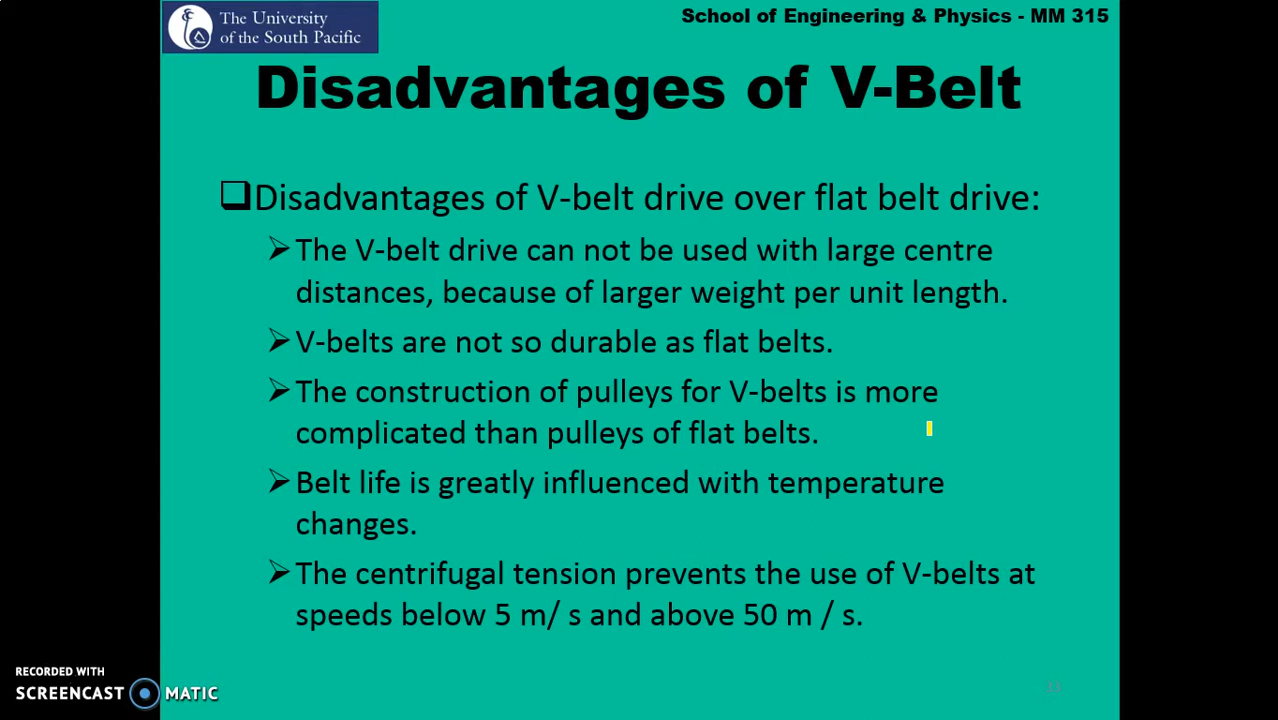 The University
of the South Pacific
School of Engineering & Physics - MM 315
Disadvantages of V-Belt
Disadvantages of V-belt drive over flat belt drive:
The V-belt drive can not be used with large centre
distances, because of larger weight per unit length.
V-belts are not so durable as flat belts.
The construction of pulleys for V-belts is more
complicated than pulleys of flat belts.
Belt life is greatly influenced with temperature
changes.
The centrifugal tension prevents the use of V-belts at
speeds below 5 m/ s and above 50 m / s.
RECORDED WITH
SCREENCAST MATIC